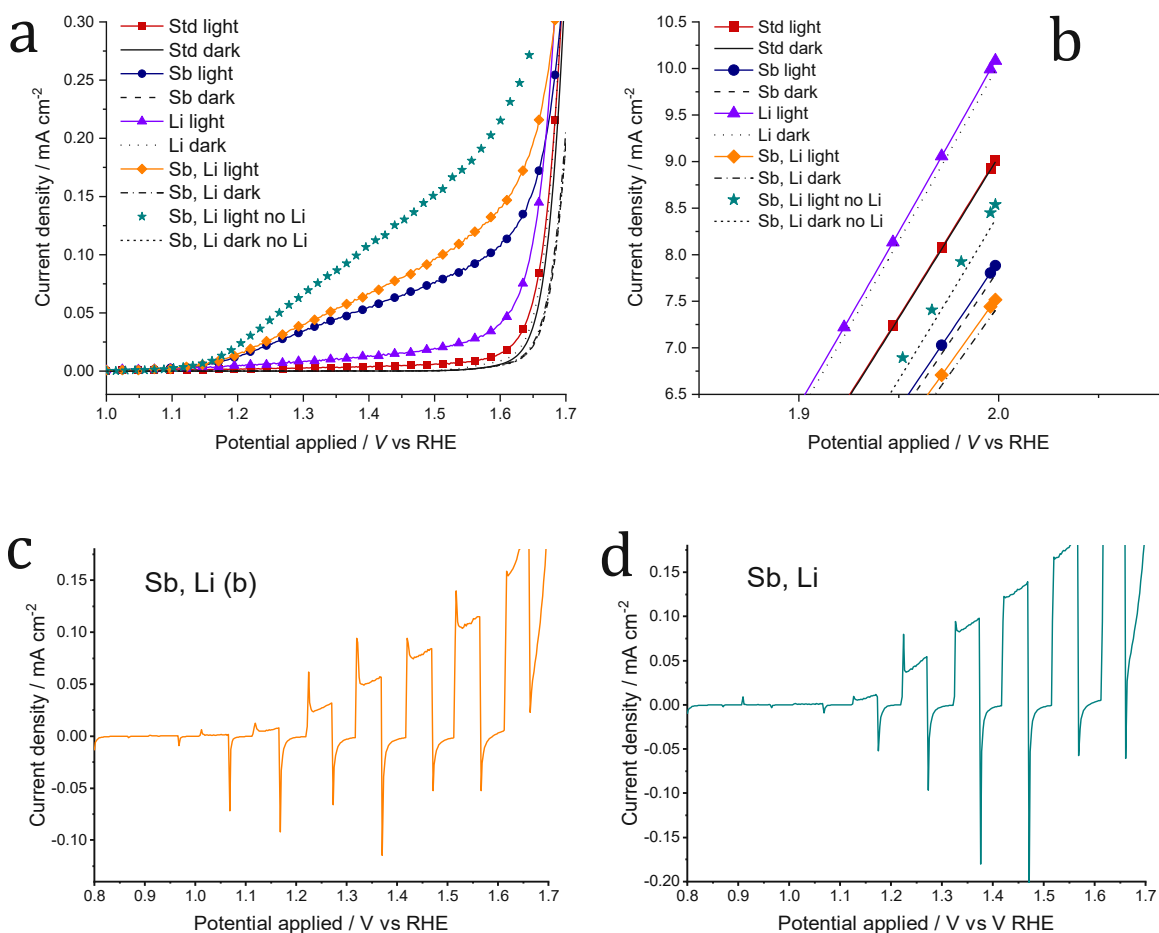 a
0.30
0.25
0.20
0.15
0.10
0.05
0.00
Current density / mA cm⁻²
Std light
Std dark
Sb light
Sb dark
Li light
Li dark
Sb, Li light
Sb, Li dark
Sb, Li light no Li
Sb, Li dark no Li
1.0 1.1 1.2 1.3 1.4 1.5 1.6 1.7
Potential applied / V vs RHE
b
10.5
10.0
9.5
9.0
8.5
8.0
7.5
7.0
6.5
Current density / mA cm⁻²
Std light
Std dark
Sb light
Sb dark
Li light
Li dark
Sb, Li light
Sb, Li dark
Sb, Li light no Li
Sb, Li dark no Li
1.9 2.0
Potential applied / V vs RHE
c
Sb, Li (b)
0.15
0.10
0.05
0.00
-0.05
-0.10
Current density / mA cm⁻²
0.8 0.9 1.0 1.1 1.2 1.3 1.4 1.5 1.6 1.7
Potential applied / V vs RHE
d
Sb, Li
0.15
0.10
0.05
0.00
-0.05
-0.10
-0.15
-0.20
Current density / mA cm⁻²
0.8 0.9 1.0 1.1 1.2 1.3 1.4 1.5 1.6 1.7
Potential applied / V vs V RHE